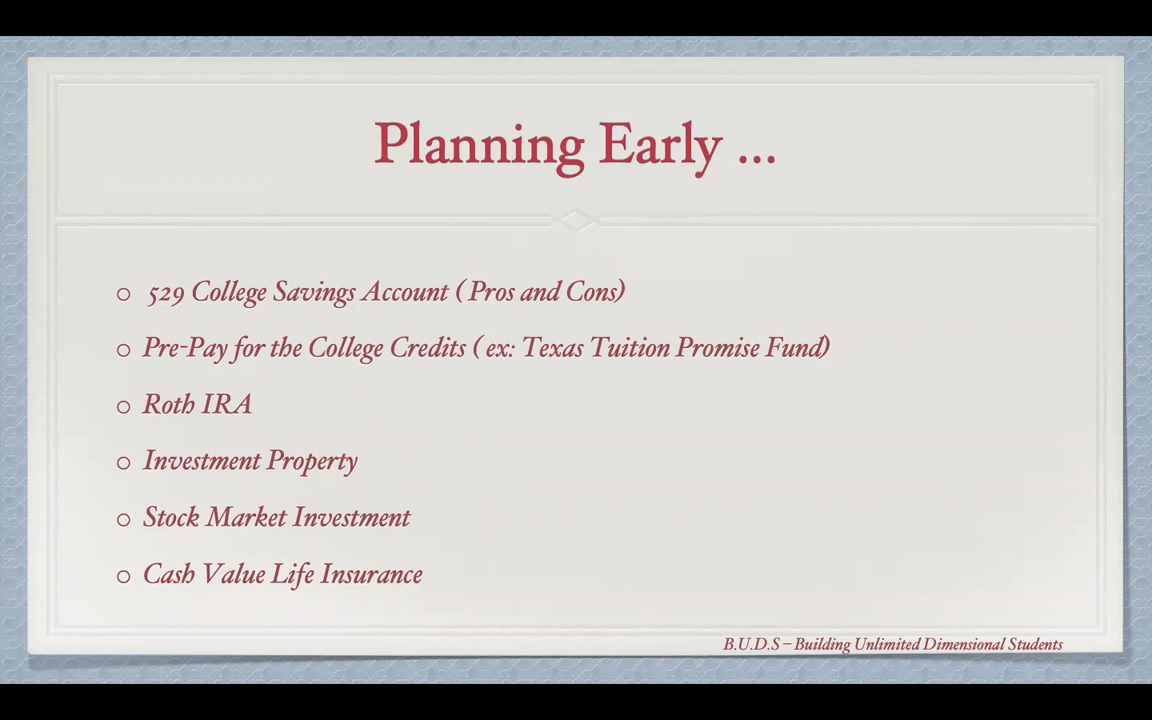 Planning Early ...
529 College Savings Account (Pros and Cons)
Pre-Pay for the College Credits (ex: Texas Tuition Promise Fund)
Roth IRA
Investment Property
Stock Market Investment
Cash Value Life Insurance
B.U.D.S – Building Unlimited Dimensional Students